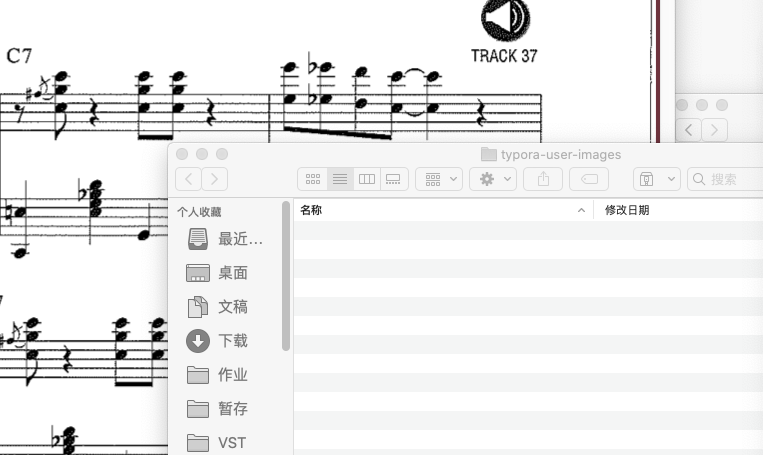 C7
TRACK 37
typora-user-images
搜索
个人收藏
名称
修改日期
最近…
桌面
文稿
下载
作业
暂存
VST
7